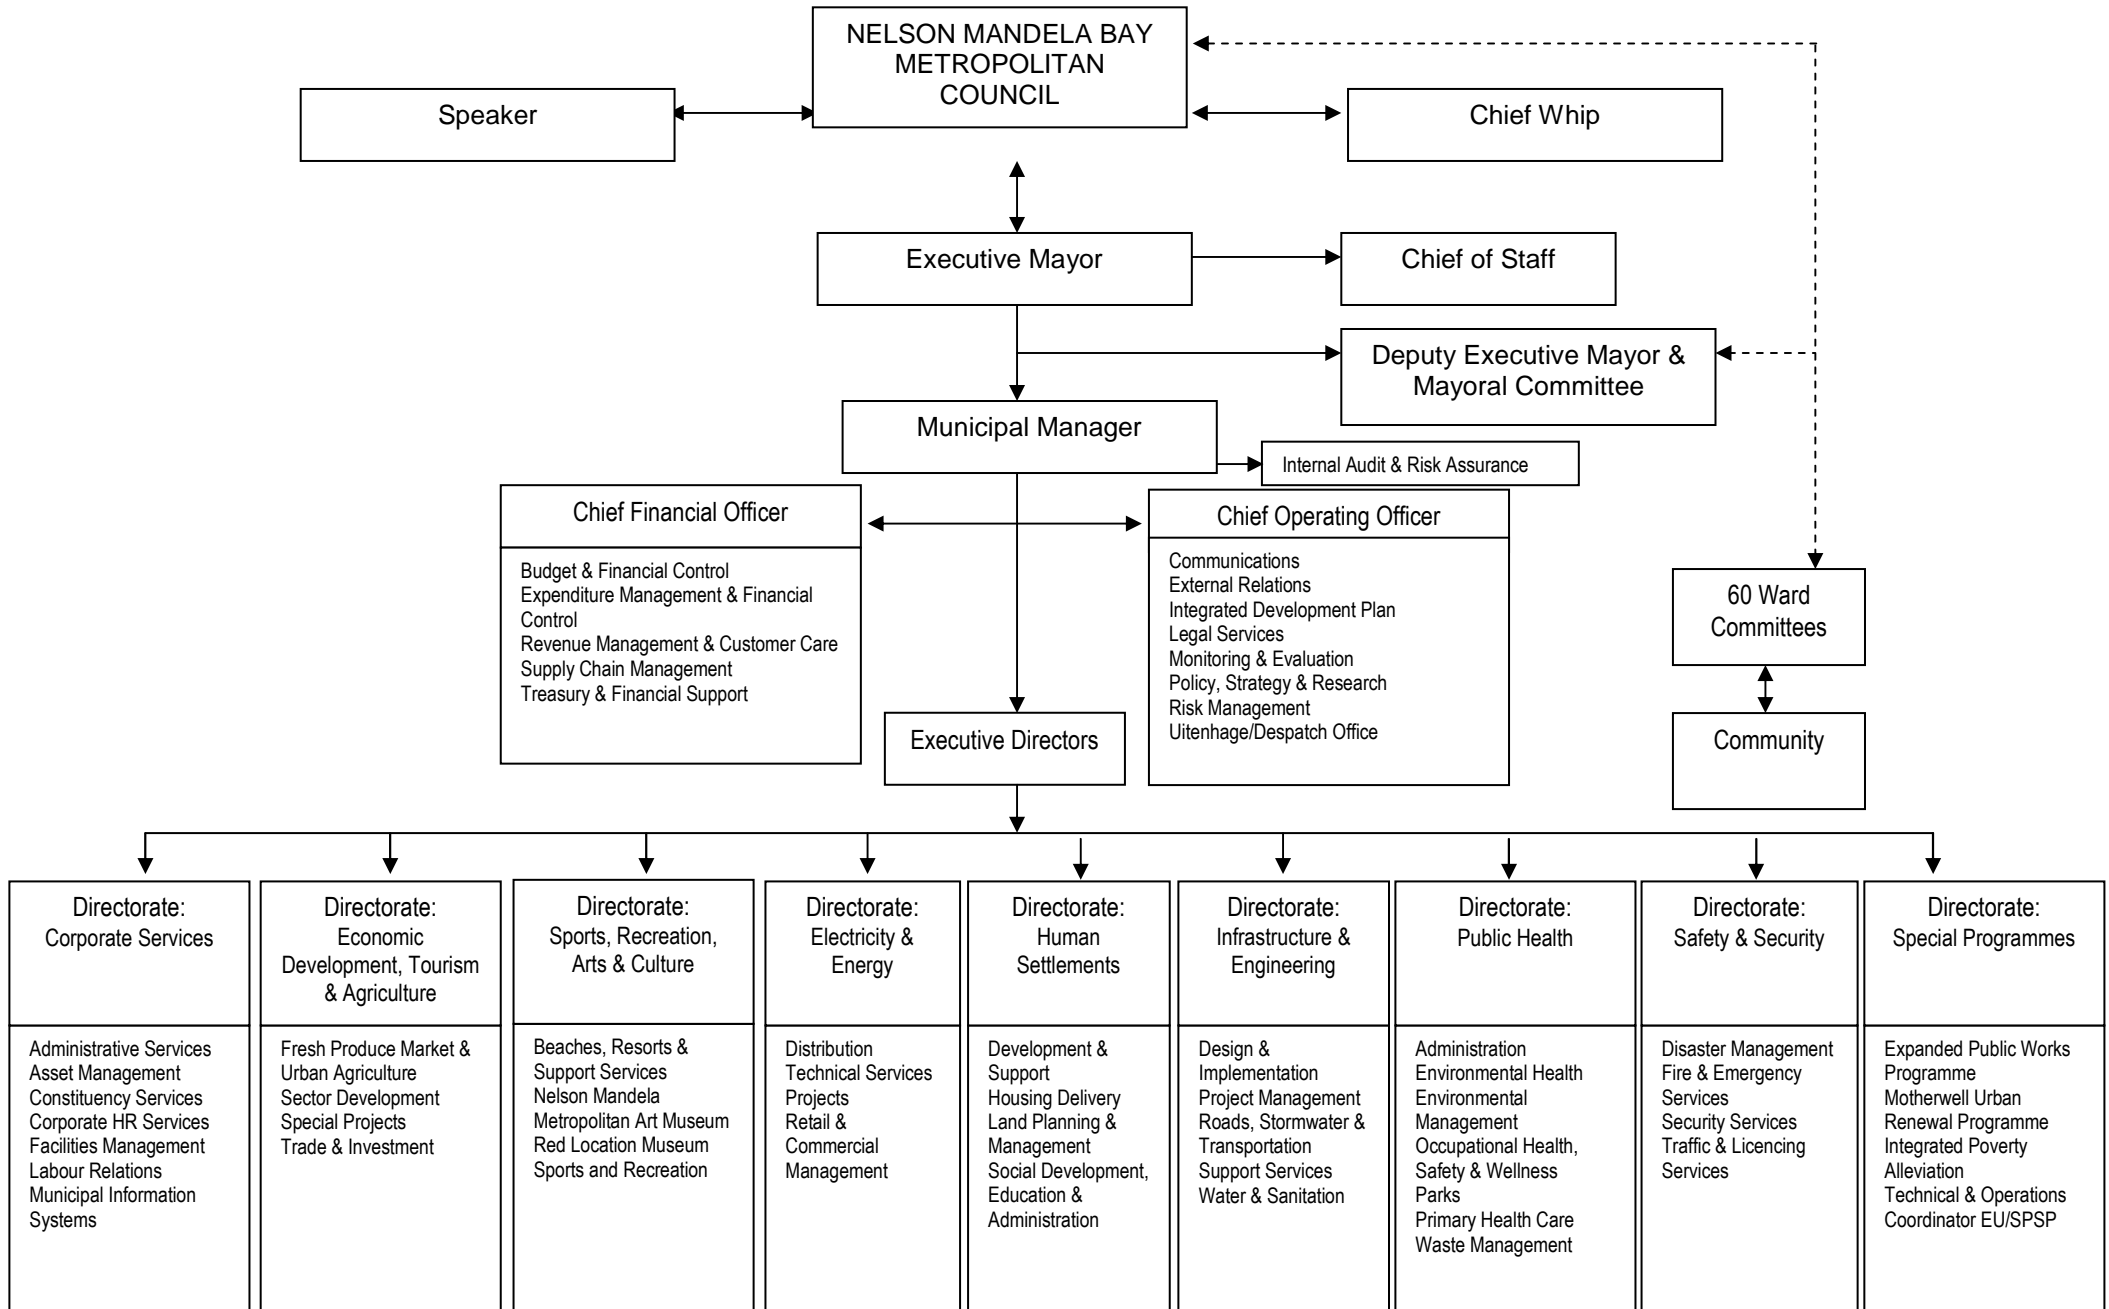 NELSON MANDELA BAY
METROPOLITAN
COUNCIL
Speaker
Chief Whip
Executive Mayor
Chief of Staff
Deputy Executive Mayor &
Mayoral Committee
Municipal Manager
Internal Audit & Risk Assurance
Chief Financial Officer
Budget & Financial Control
Expenditure Management & Financial
Control
Revenue Management & Customer Care
Supply Chain Management
Treasury & Financial Support
Chief Operating Officer
Communications
External Relations
Integrated Development Plan
Legal Services
Monitoring & Evaluation
Policy, Strategy & Research
Risk Management
Uitenhage/Despatch Office
60 Ward
Committees
Executive Directors
Community
Directorate:
Corporate Services
Administrative Services
Asset Management
Constituency Services
Corporate HR Services
Facilities Management
Labour Relations
Municipal Information
Systems
Directorate:
Economic
Development, Tourism
& Agriculture
Fresh Produce Market &
Urban Agriculture
Sector Development
Special Projects
Trade & Investment
Directorate:
Sports, Recreation,
Arts & Culture
Beaches, Resorts &
Support Services
Nelson Mandela
Metropolitan Art Museum
Red Location Museum
Sports and Recreation
Directorate:
Electricity &
Energy
Distribution
Technical Services
Projects
Retail &
Commercial
Management
Directorate:
Human
Settlements
Development &
Support
Housing Delivery
Land Planning &
Management
Social Development,
Education &
Administration
Directorate:
Infrastructure &
Engineering
Design &
Implementation
Project Management
Roads, Stormwater &
Transportation
Support Services
Water & Sanitation
Directorate:
Public Health
Administration
Environmental Health
Environmental
Management
Occupational Health,
Safety & Wellness
Parks
Primary Health Care
Waste Management
Directorate:
Safety & Security
Disaster Management
Fire & Emergency
Services
Security Services
Traffic & Licencing
Services
Directorate:
Special Programmes
Expanded Public Works
Programme
Motherwell Urban
Renewal Programme
Integrated Poverty
Alleviation
Technical & Operations
Coordinator EU/SPSP